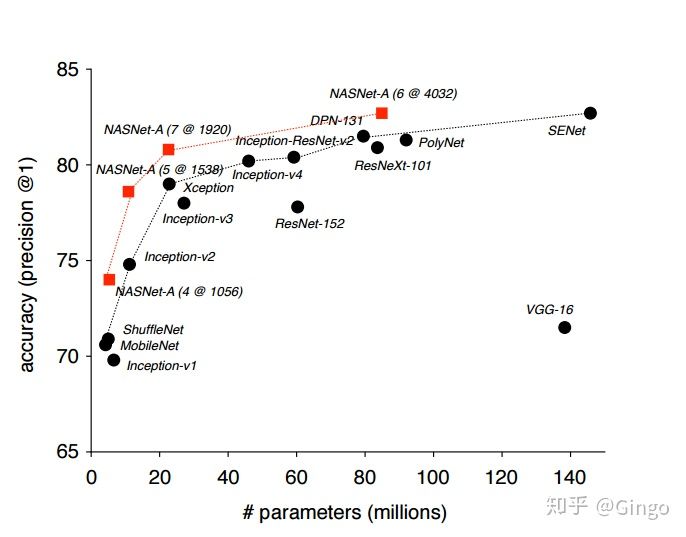 85
NASNet-A (6 @ 4032)
DPN-131
NASNet-A (7 @ 1920)
Inception-ResNet-v2
PolyNet
SENet
80
NASNet-A (5 @ 1538)
Inception-v4
ResNeXt-101
Xception
Inception-v3
ResNet-152
75
Inception-v2
NASNet-A (4 @ 1056)
VGG-16
ShuffleNet
MobileNet
70
Inception-v1
65
accuracy (precision @1)
0 20 40 60 80 100 120 140
# parameters (millions)
知乎 @Gingo